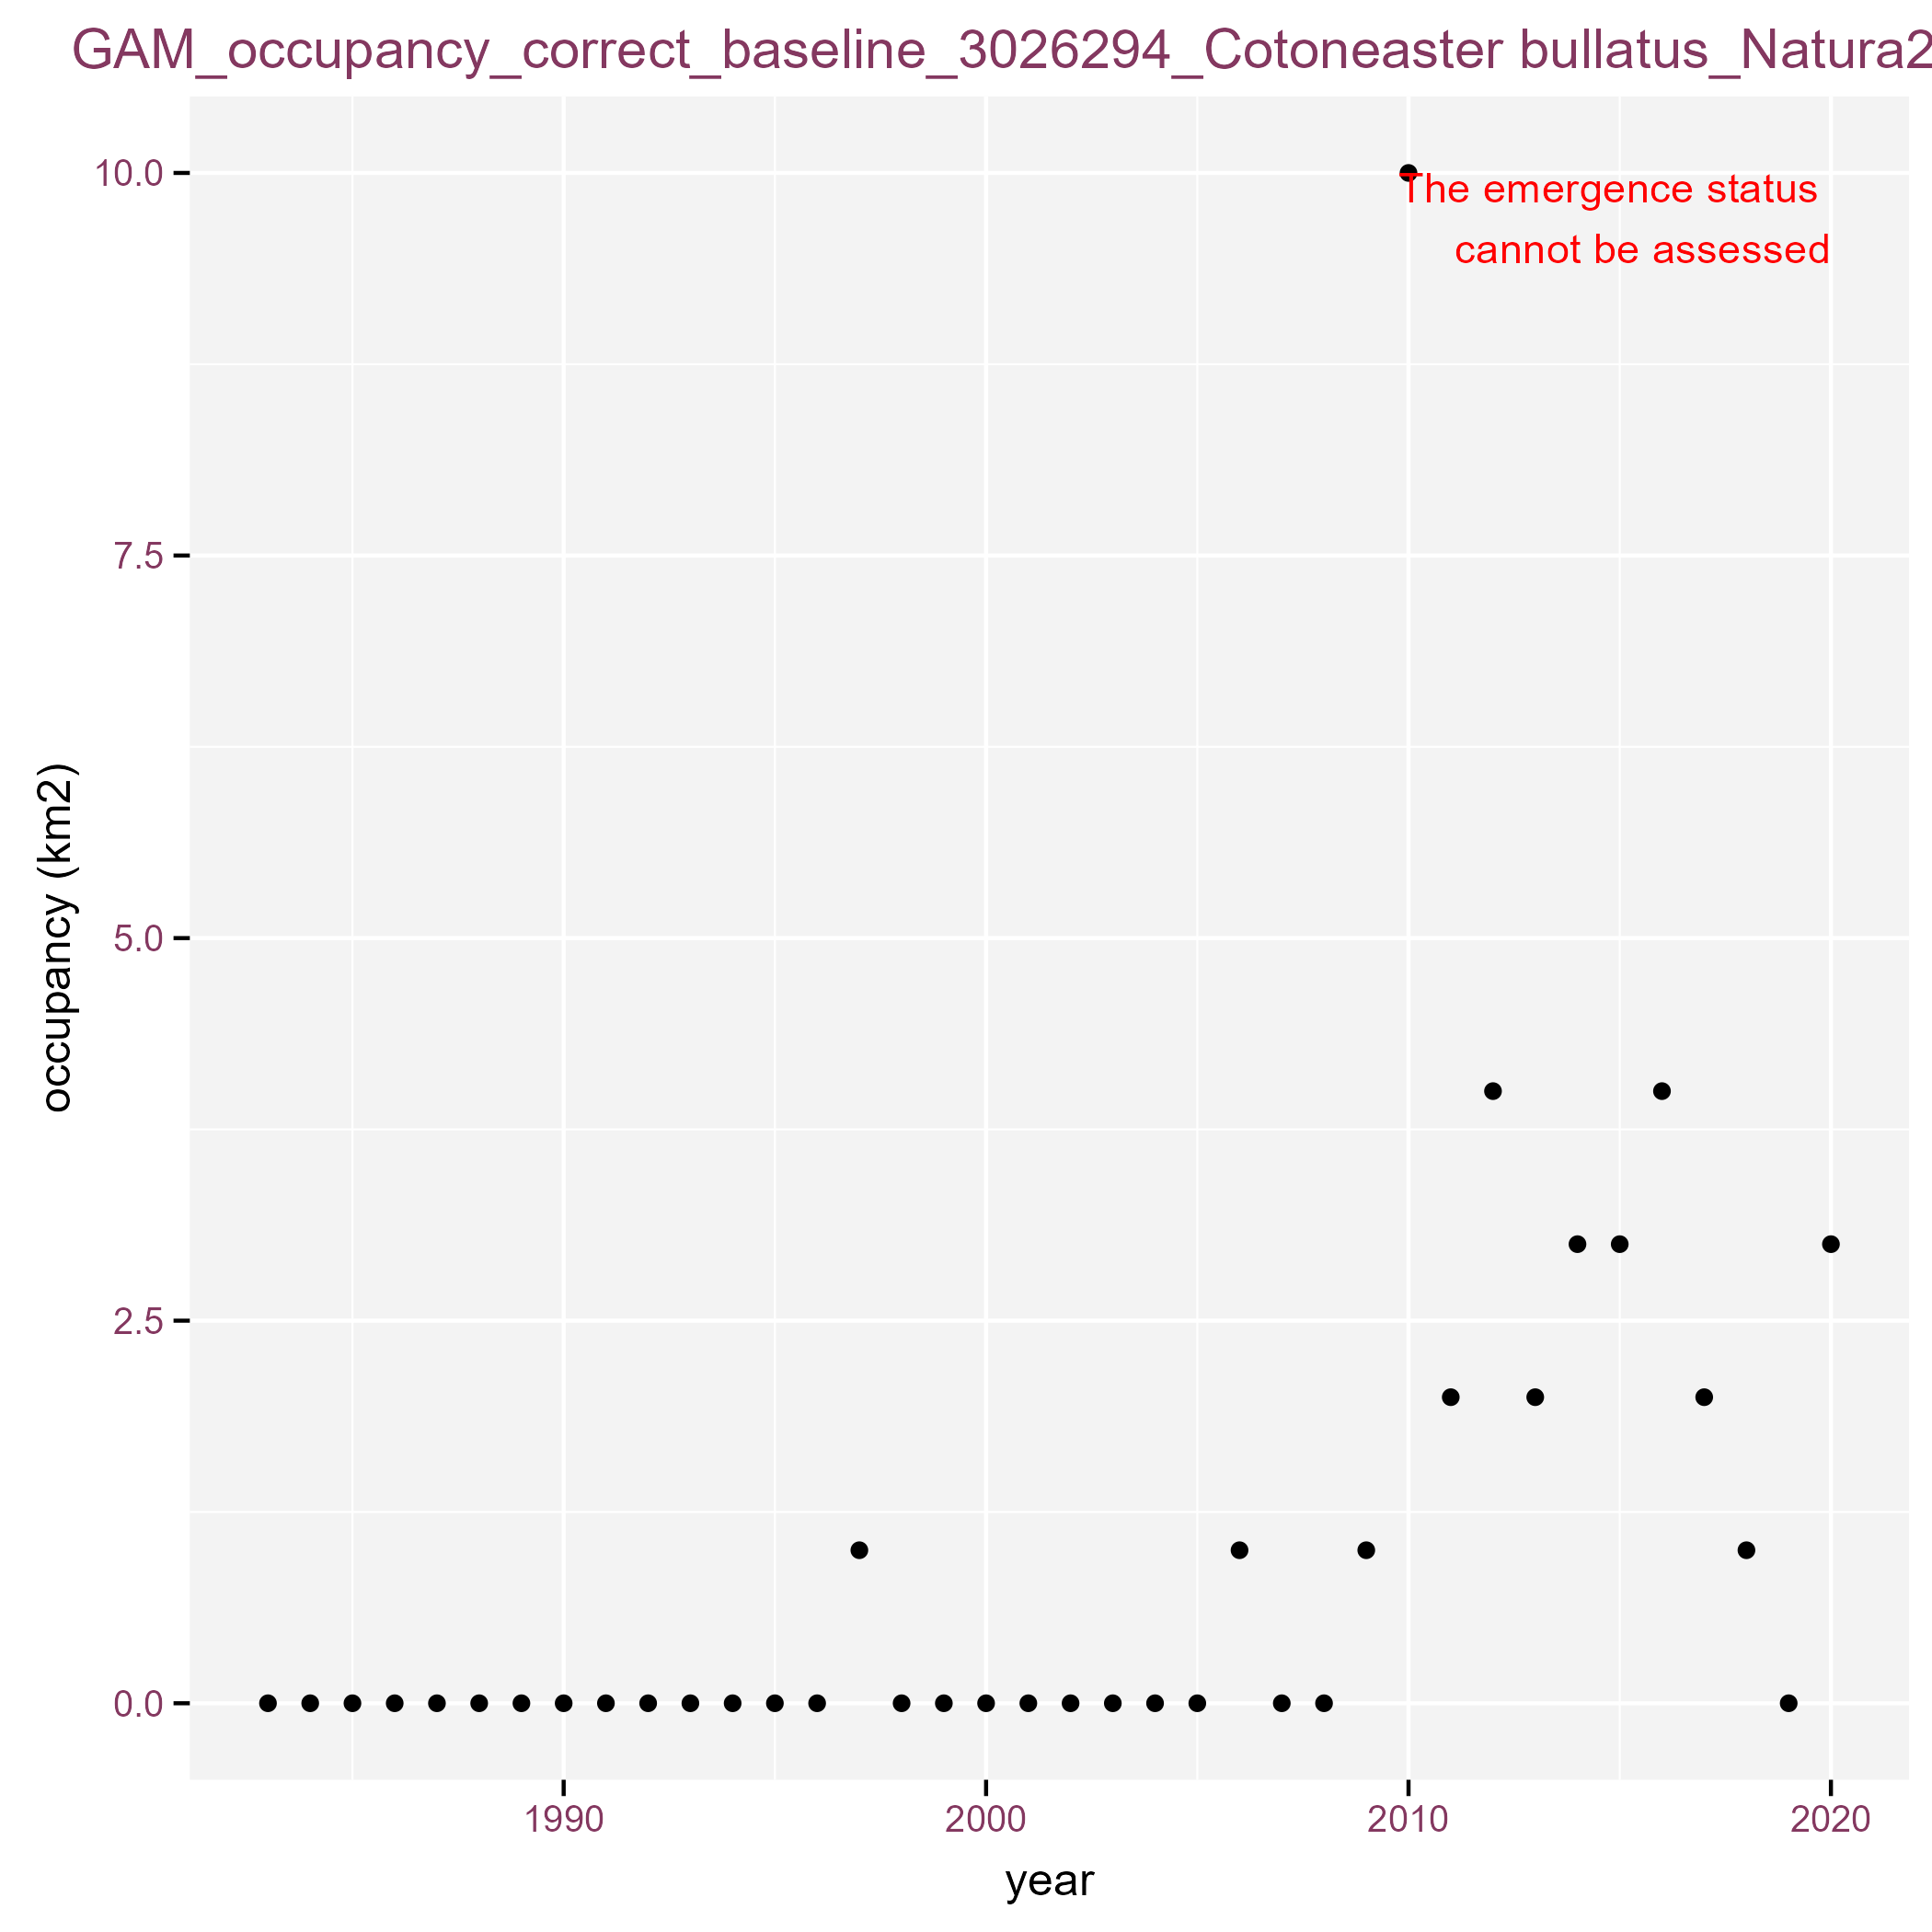 GAM_occupancy_correct_baseline_3026294_Cotoneaster bullatus_Natura2
10.0
The emergence status
cannot be assessed
7.5
5.0
2.5
0.0
occupancy (km2)
1990 2000 2010 2020
year